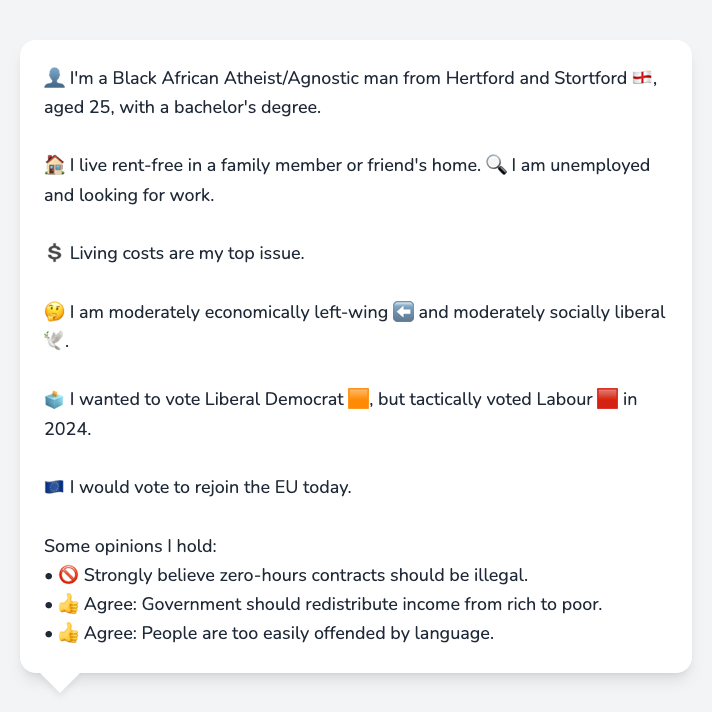 👤 I'm a Black African Atheist/Agnostic man from Hertford and Stortford 🏴󠁧󠁢󠁥󠁮󠁧󠁿,
aged 25, with a bachelor's degree.
🏠 I live rent-free in a family member or friend's home. 🔍 I am unemployed
and looking for work.
💲 Living costs are my top issue.
🤔 I am moderately economically left-wing ⬅️ and moderately socially liberal
🕊️.
🗳️ I wanted to vote Liberal Democrat 🟧, but tactically voted Labour 🟥 in
2024.
🇪🇺 I would vote to rejoin the EU today.
Some opinions I hold:
• 🚫 Strongly believe zero-hours contracts should be illegal.
• 👍 Agree: Government should redistribute income from rich to poor.
• 👍 Agree: People are too easily offended by language.